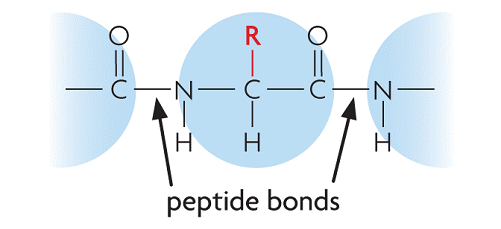 O R O
C N C C N
H H H
peptide bonds